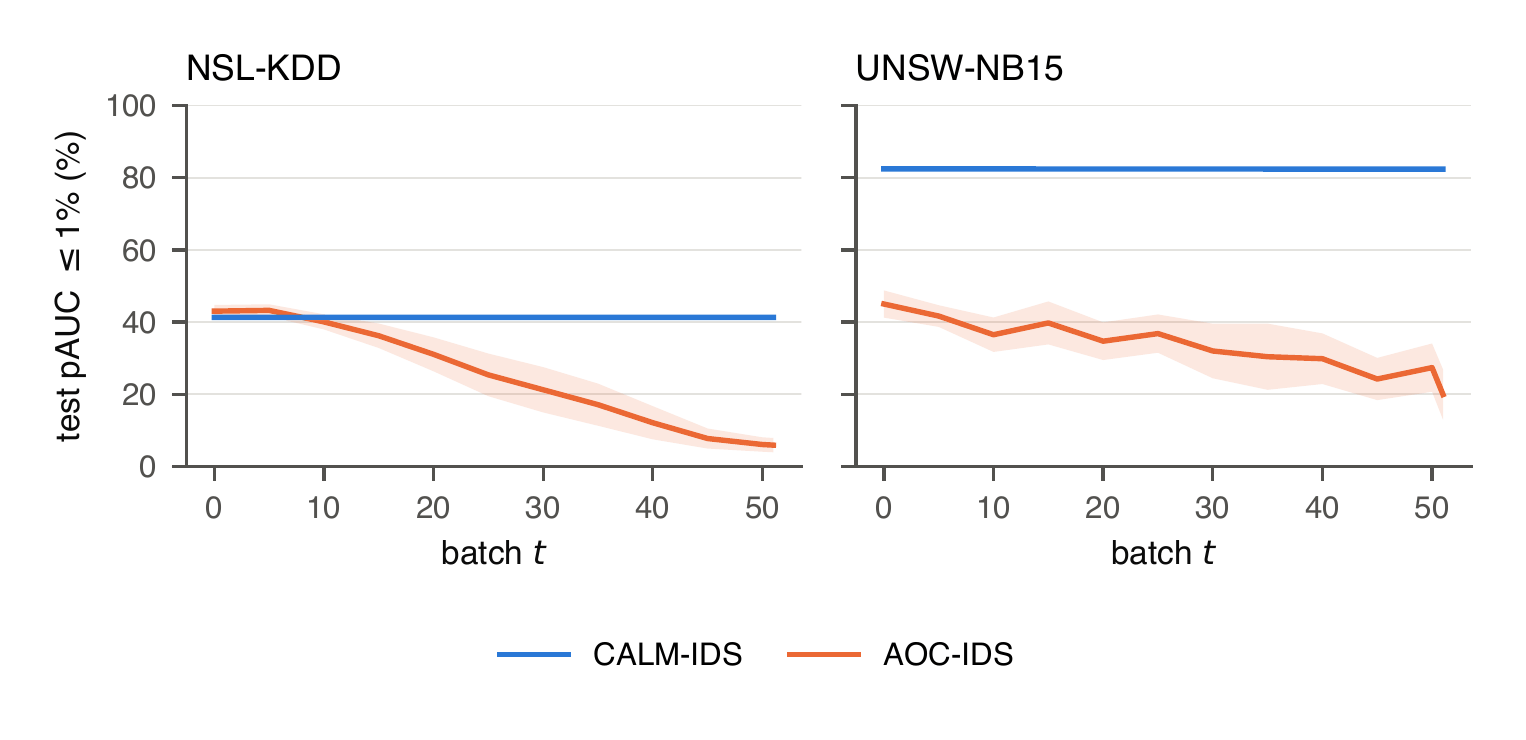 NSL-KDD
UNSW-NB15
test pAUC ≤ 1% (%)
100
80
60
40
20
0
0 10 20 30 40 50
0 10 20 30 40 50
batch t
batch t
CALM-IDS
AOC-IDS